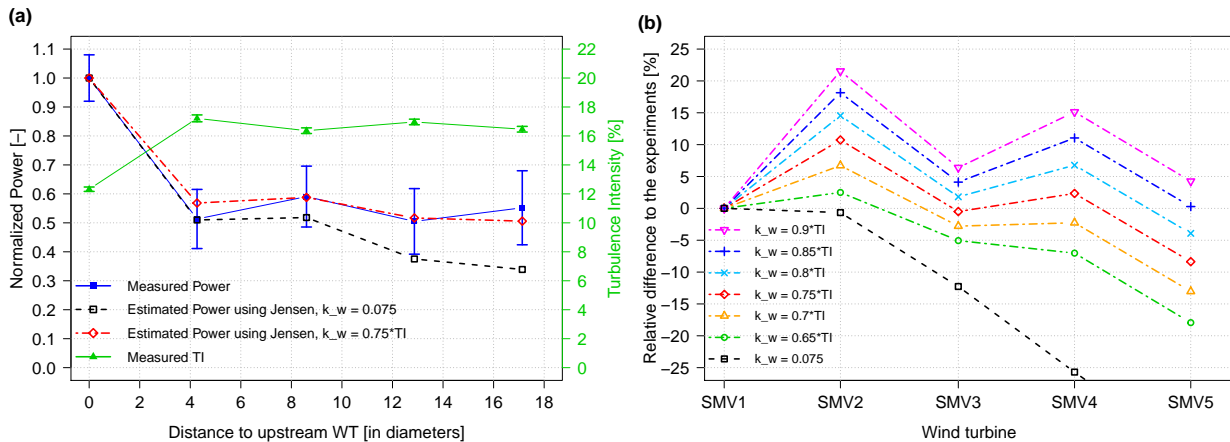 (a)
Normalized Power [−]
1.1
1.0
0.9
0.8
0.7
0.6
0.5
0.4
0.3
0.2
0.1
0.0
Measured Power
Estimated Power using Jensen, k_w = 0.075
Estimated Power using Jensen, k_w = 0.75*TI
Measured TI
22
20
18
16
14
12
10
8
6
4
2
0
Turbulence Intensity [%]
0 2 4 6 8 10 12 14 16 18
Distance to upstream WT [in diameters]
(b)
Relative difference to the experiments [%]
25
20
15
10
5
0
−5
−10
−15
−20
−25
k_w = 0.9*TI
k_w = 0.85*TI
k_w = 0.8*TI
k_w = 0.75*TI
k_w = 0.7*TI
k_w = 0.65*TI
k_w = 0.075
SMV1 SMV2 SMV3 SMV4 SMV5
Wind turbine